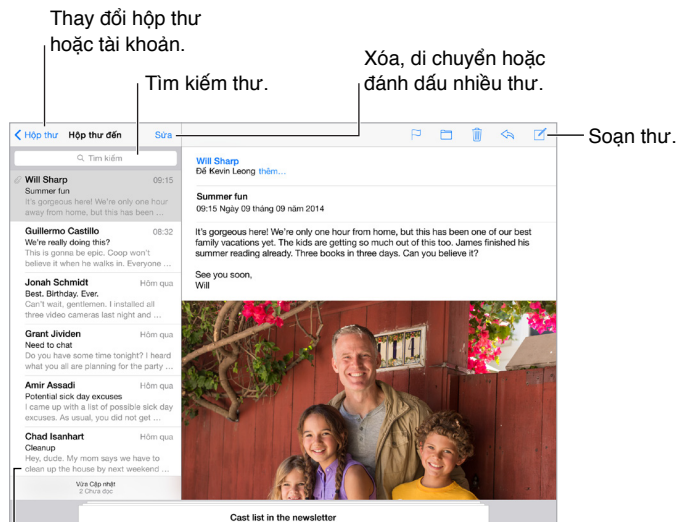 Thay đổi hộp thư
hoặc tài khoản.
Tìm kiếm thư.
Xóa, di chuyển hoặc
đánh dấu nhiều thư.
Soạn thư.
Hộp thư
Hộp thư đến
Sửa
Tìm kiếm
Will Sharp 09:15
Summer fun
It's gorgeous here! We're only one hour
away from home, but this has been ...
Guillermo Castillo 08:32
We're really doing this?
This is gonna be epic. Coop won't
believe it when he walks in. Everyone ...
Jonah Schmidt Hôm qua
Best. Birthday. Ever.
Can't wait, gentlemen. I installed all
three video cameras last night and ...
Grant Jividen Hôm qua
Need to chat
Do you have some time tonight? I heard
what you all are planning for the party ...
Amir Assadi Hôm qua
Potential sick day excuses
I came up with a list of possible sick day
excuses. As usual, you did not get ...
Chad Isanhart Hôm qua
Cleanup
Hey, dude. My mom says we have to
clean up the house by next weekend ...
Vừa Cập nhật
2 Chưa đọc
Will Sharp
Để Kevin Leong thêm...
Summer fun
09:15 Ngày 09 tháng 09 năm 2014
It's gorgeous here! We're only one hour from home, but this has been one of our best
family vacations yet. The kids are getting so much out of this too. James finished his
summer reading already. Three books in three days. Can you believe it?
See you soon,
Will
Cast list in the newsletter